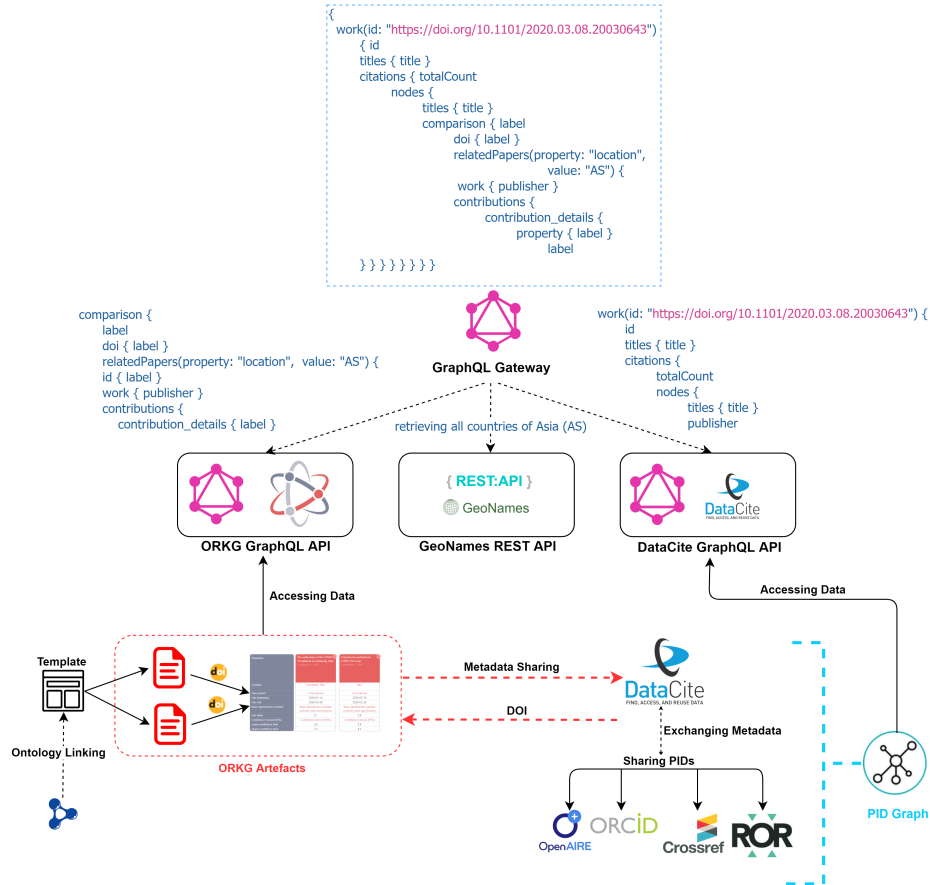 {
work(id: "https://doi.org/10.1101/2020.03.08.20030643")
{ id
titles { title }
citations { totalCount
nodes {
titles { title }
comparison { label
doi { label }
relatedPapers(property: "location",
value: "AS") {
work { publisher }
contributions {
contribution_details {
property { label }
label
} } } } } } } }
GraphQL Gateway
comparison {
label
doi { label }
relatedPapers(property: "location", value: "AS") {
id { label }
work { publisher }
contributions {
contribution_details { label }
work(id: "https://doi.org/10.1101/2020.03.08.20030643") {
id
titles { title }
citations {
totalCount
nodes {
titles { title }
publisher
retrieving all countries of Asia (AS)
{ REST:API }
GeoNames
DataCite
FIND, ACCESS, AND REUSE DATA
ORKG GraphQL API
GeoNames REST API
DataCite GraphQL API
Accessing Data
Accessing Data
Template
doi
doi
Ontology Linking
ORKG Artefacts
Metadata Sharing
DOI
DataCite
FIND, ACCESS, AND REUSE DATA
Exchanging Metadata
Sharing PIDs
OpenAIRE
ORCID
Crossref
ROR
PID Graph